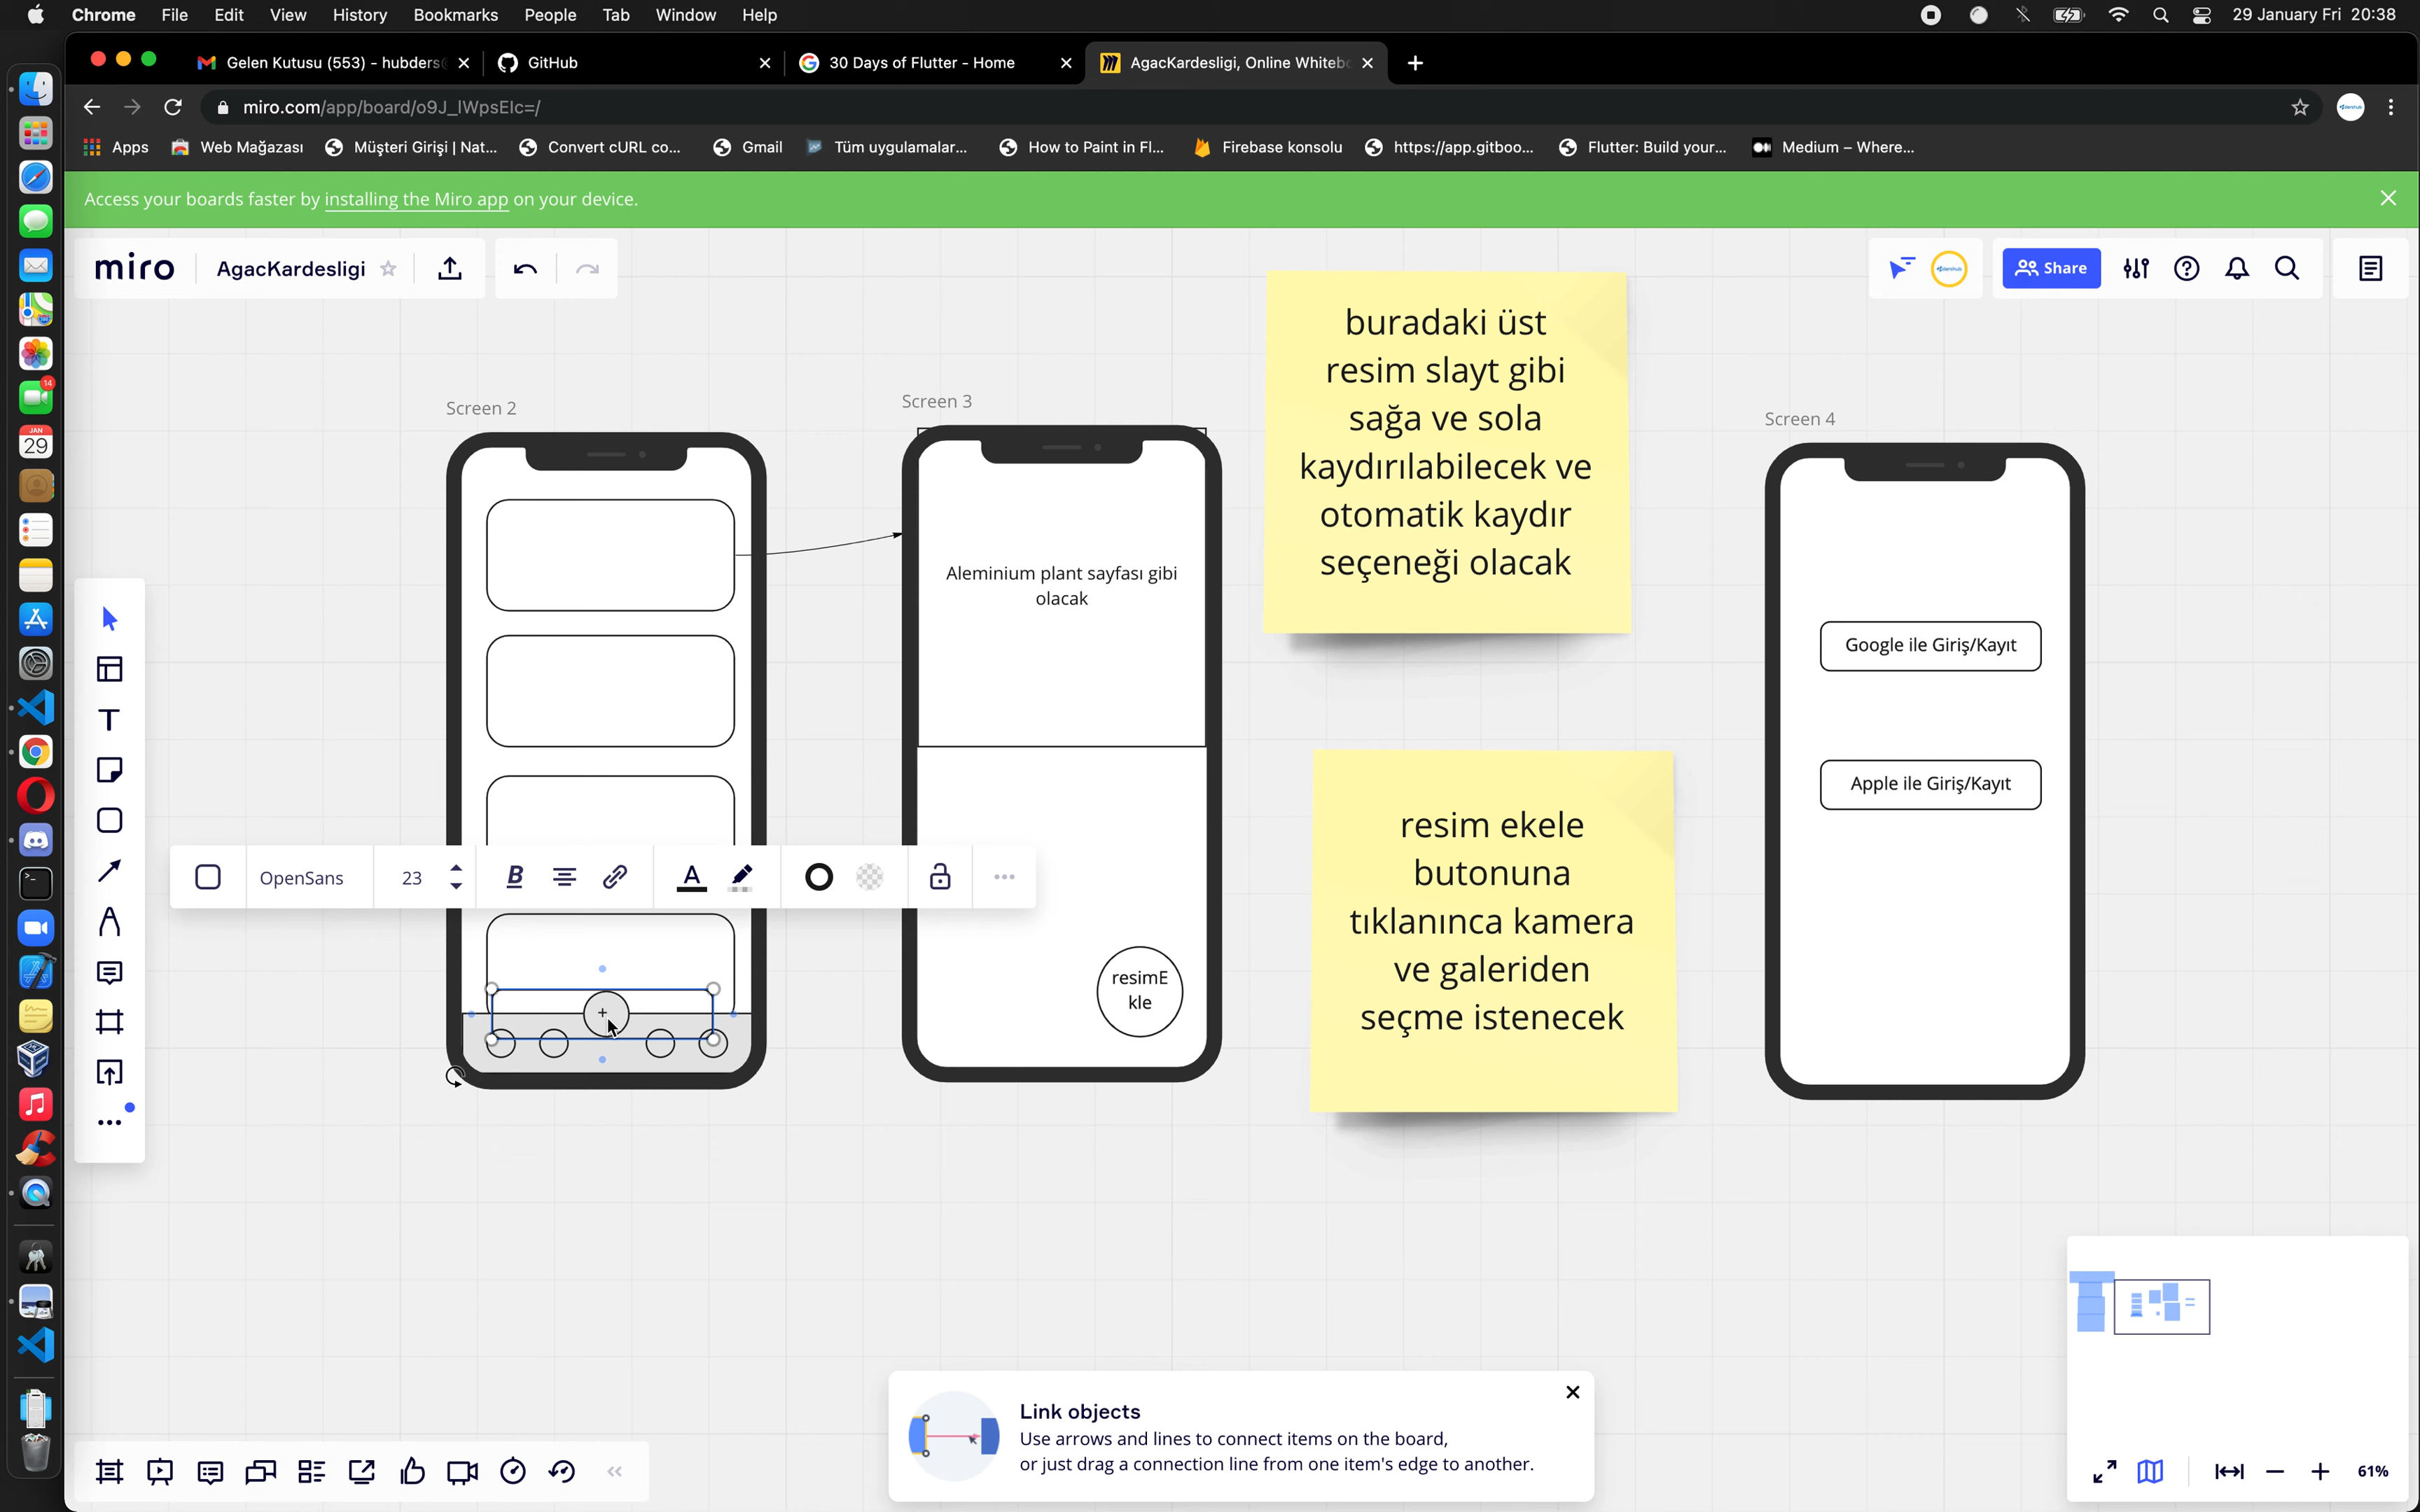 Chrome File Edit View History Bookmarks People Tab Window Help
29 January Fri 20:38
Gelen Kutusu (553) - hubders
GitHub
30 Days of Flutter - Home
AgacKardesligi, Online Whitebo
miro.com/app/board/o9J_lWpsEIc=/
Apps
Web Mağazası
Müşteri Girişi | Nat...
Convert cURL co...
Gmail
Tüm uygulamalar...
How to Paint in Fl...
Firebase konsolu
https://app.gitboo...
Flutter: Build your...
Medium – Where...
Access your boards faster by installing the Miro app on your device.
miro
AgacKardesligi
Share
14
JAN
29
Screen 2
Screen 3
Aleminium plant sayfası gibi
olacak
resimE
kle
buradaki üst
resim slayt gibi
sağa ve sola
kaydırılabilecek ve
otomatik kaydır
seçeneği olacak
resim ekele
butonuna
tıklanınca kamera
ve galeriden
seçme istenecek
Screen 4
Google ile Giriş/Kayıt
Apple ile Giriş/Kayıt
OpenSans
23
B
A
+
Link objects
Use arrows and lines to connect items on the board,
or just drag a connection line from one item's edge to another.
61%